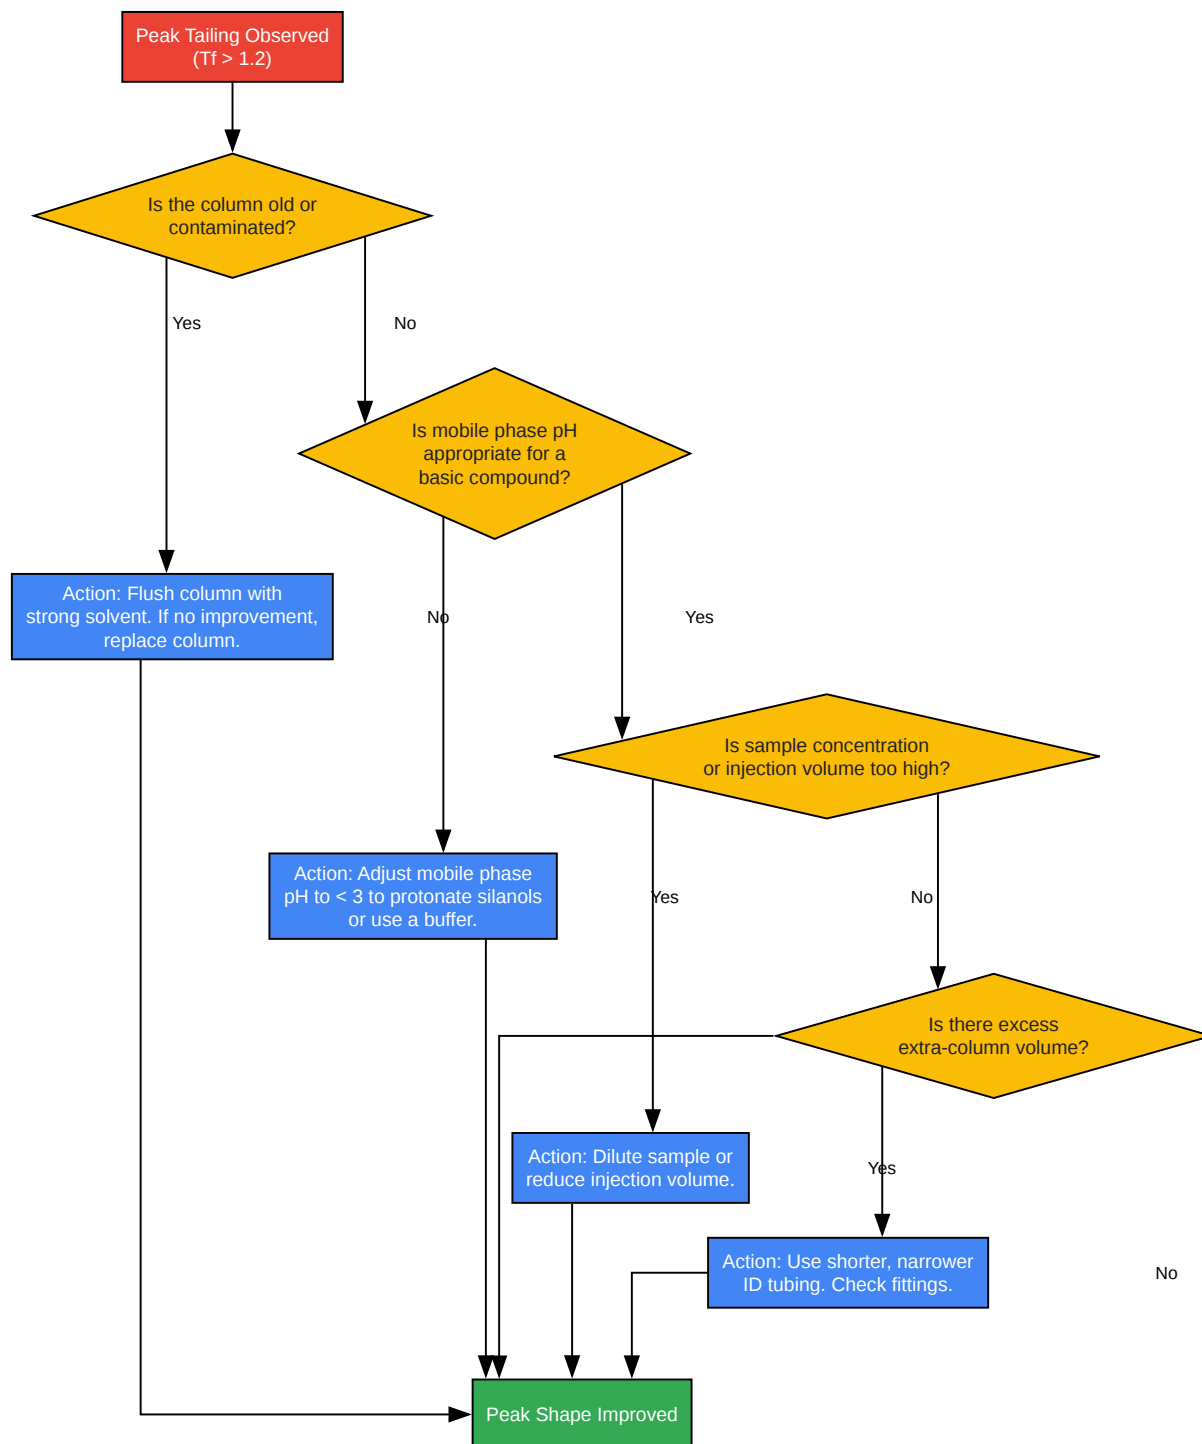 Peak Tailing Observed
(Tf > 1.2)
Is the column old or
contaminated?
Yes
No
Is mobile phase pH
appropriate for a
basic compound?
Action: Flush column with
strong solvent. If no improvement,
replace column.
No
Yes
Is sample concentration
or injection volume too high?
Action: Adjust mobile phase
pH to < 3 to protonate silanols
or use a buffer.
Yes
No
Is there excess
extra-column volume?
Action: Dilute sample or
reduce injection volume.
Yes
Action: Use shorter, narrower
ID tubing. Check fittings.
No
Peak Shape Improved